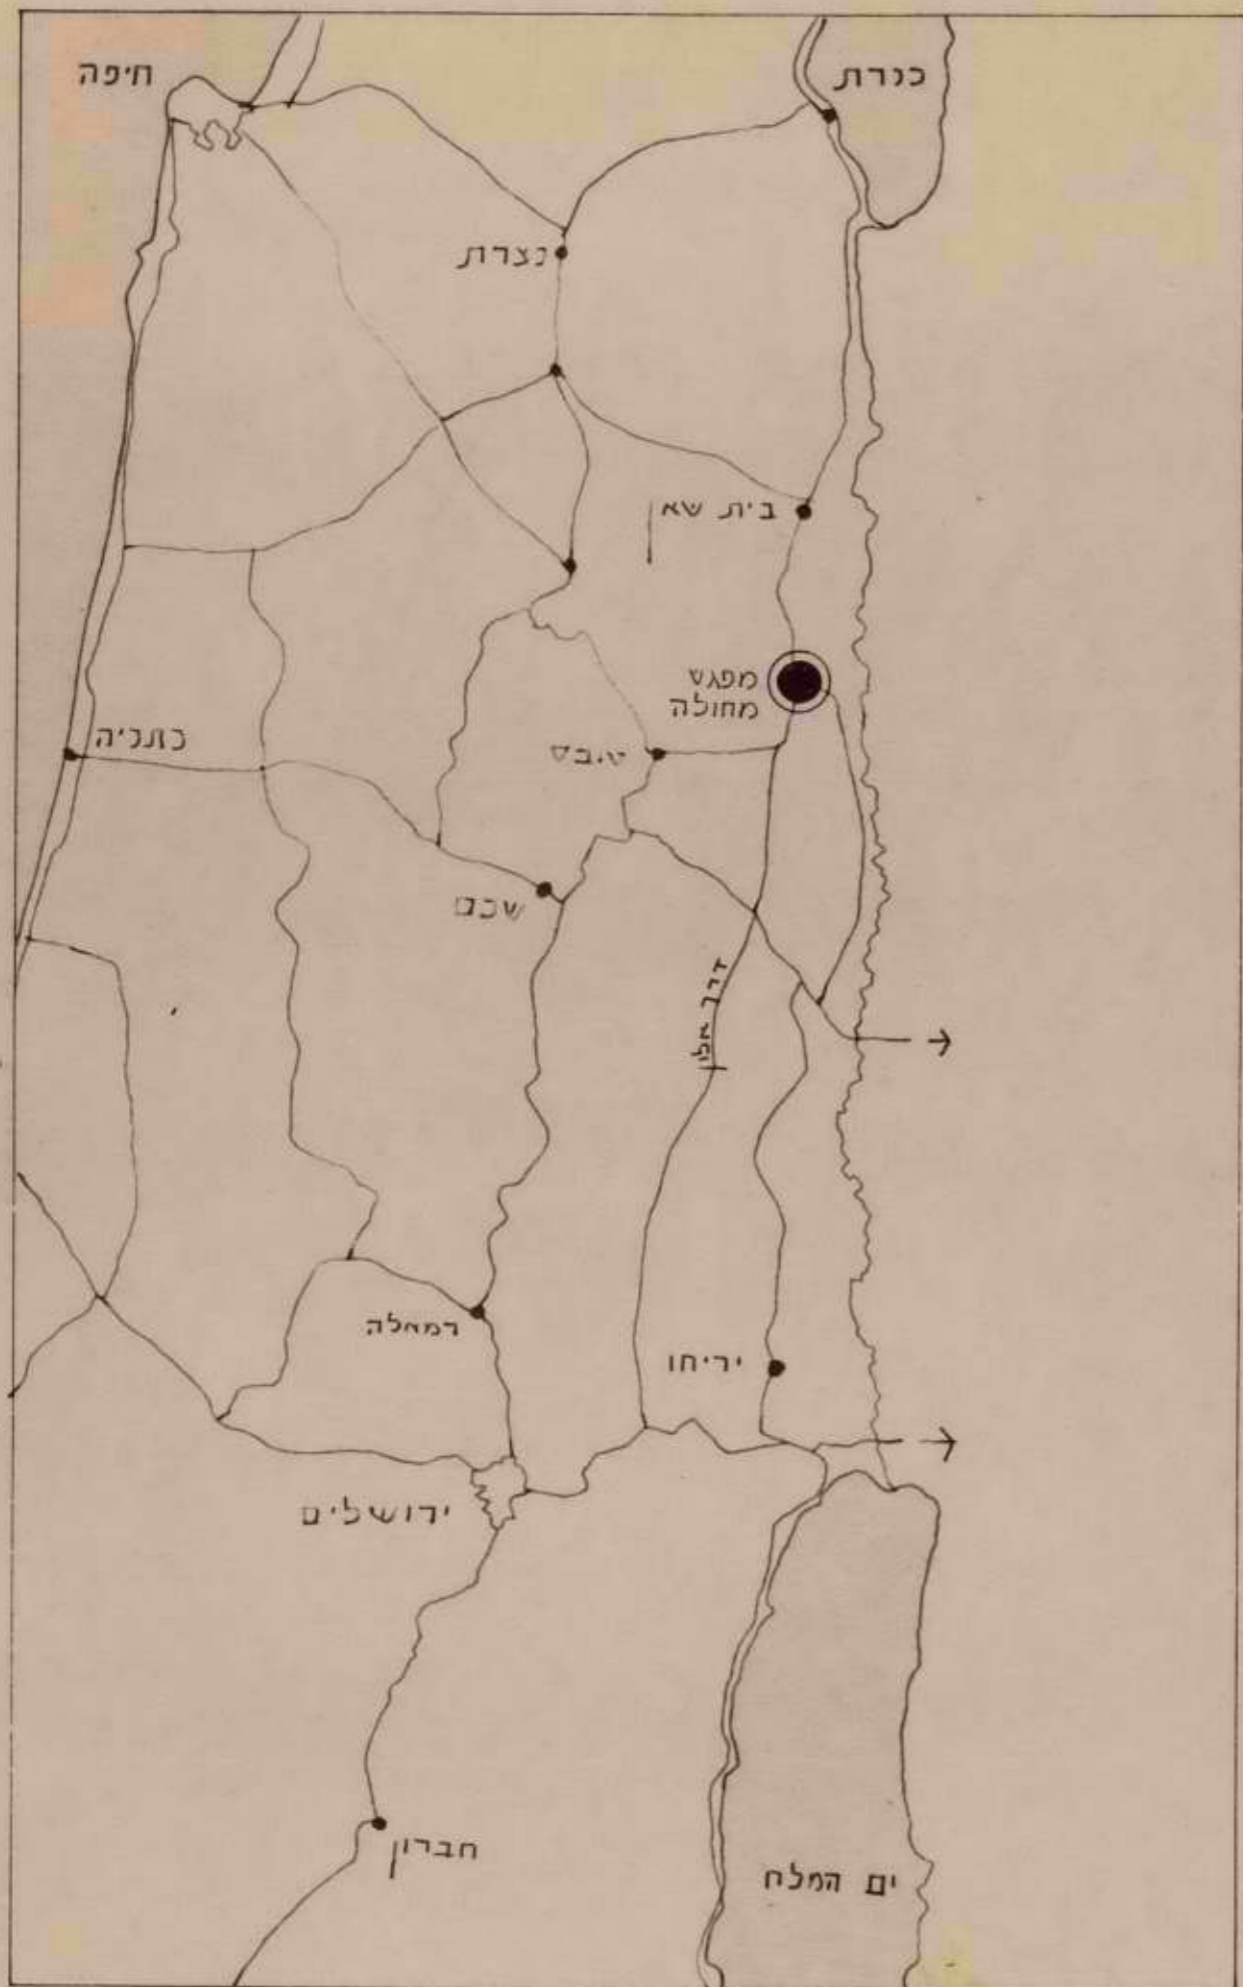 חיפה
כנרת
נצרת
בית שאן
מפגש
מחולה
נתניה
שכם
דרך אלון
רמאללה
יריחו
ירושלים
חברון
ים המלח